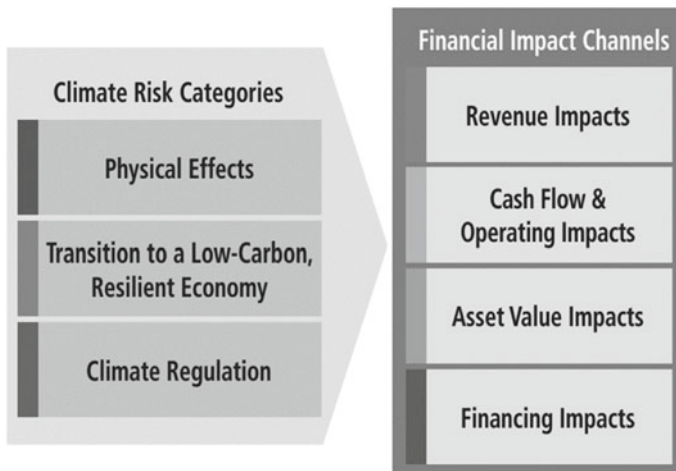 Climate Risk Categories
Physical Effects
Transition to a Low-Carbon,
Resilient Economy
Climate Regulation
Financial Impact Channels
Revenue Impacts
Cash Flow &
Operating Impacts
Asset Value Impacts
Financing Impacts